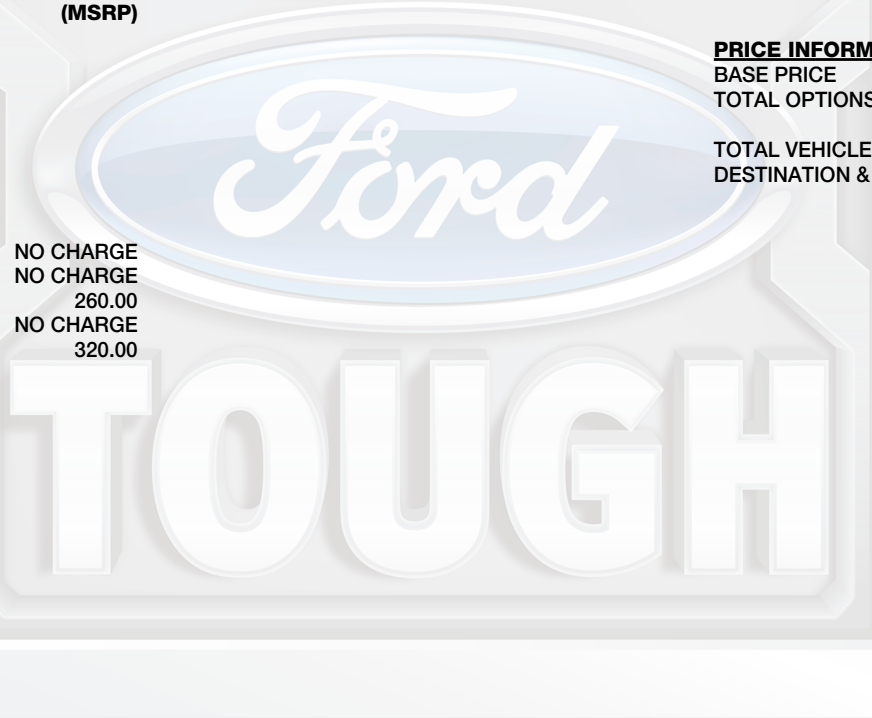 (MSRP)
PRICE INFORM
BASE PRICE
TOTAL OPTIONS
TOTAL VEHICLE
DESTINATION &
NO CHARGE
NO CHARGE
260.00
NO CHARGE
320.00
Ford
TOUGH